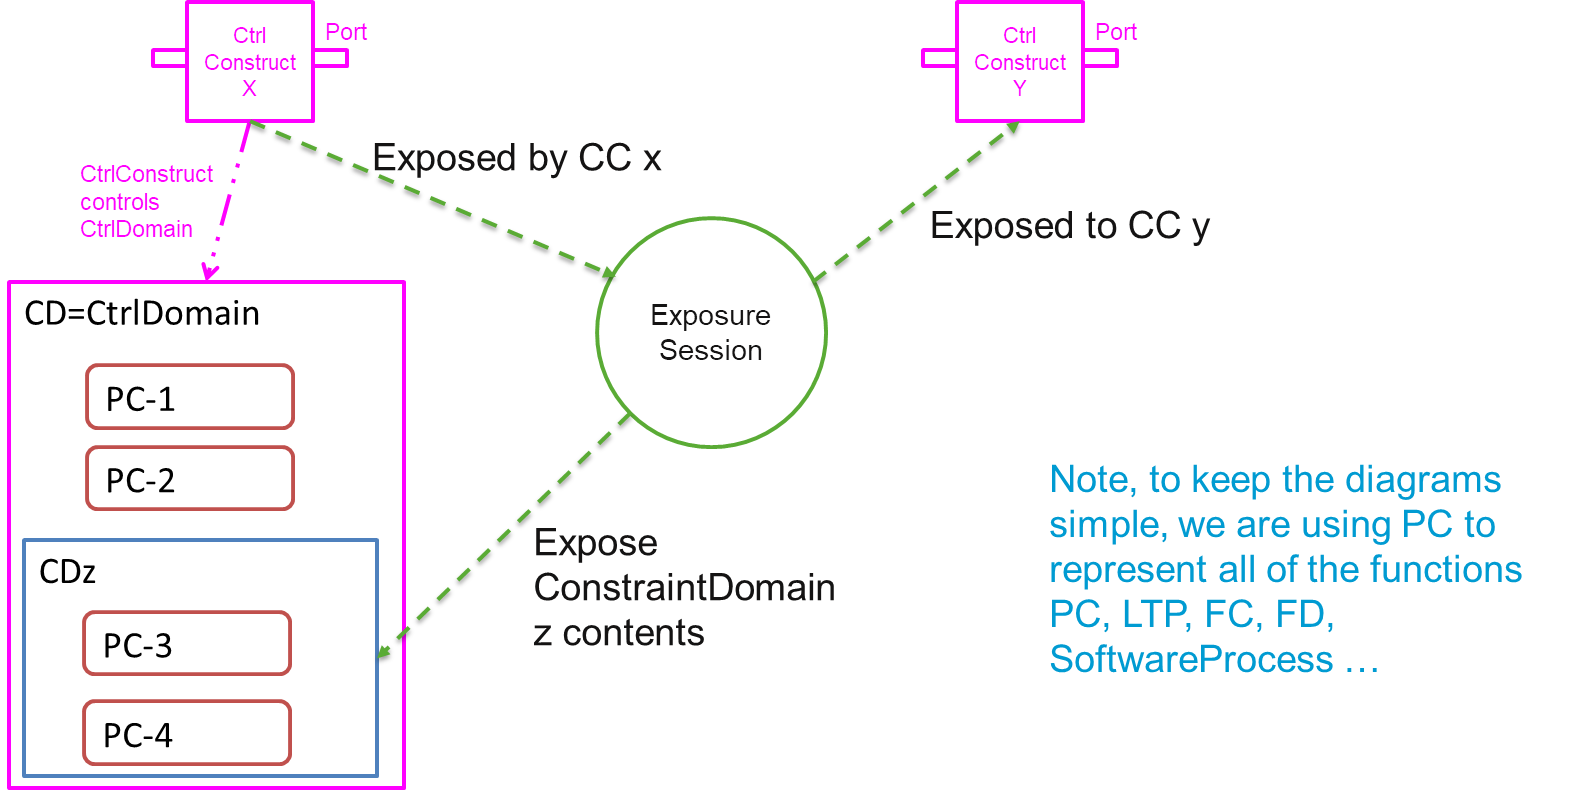 Ctrl
Construct
X
Port
Ctrl
Construct
Y
Port
CtrlConstruct
controls
CtrlDomain
Exposed by CC x
Exposed to CC y
CD=CtrlDomain
PC-1
PC-2
CDz
PC-3
PC-4
Exposure
Session
Expose
ConstraintDomain
z contents
Note, to keep the diagrams
simple, we are using PC to
represent all of the functions
PC, LTP, FC, FD,
SoftwareProcess …